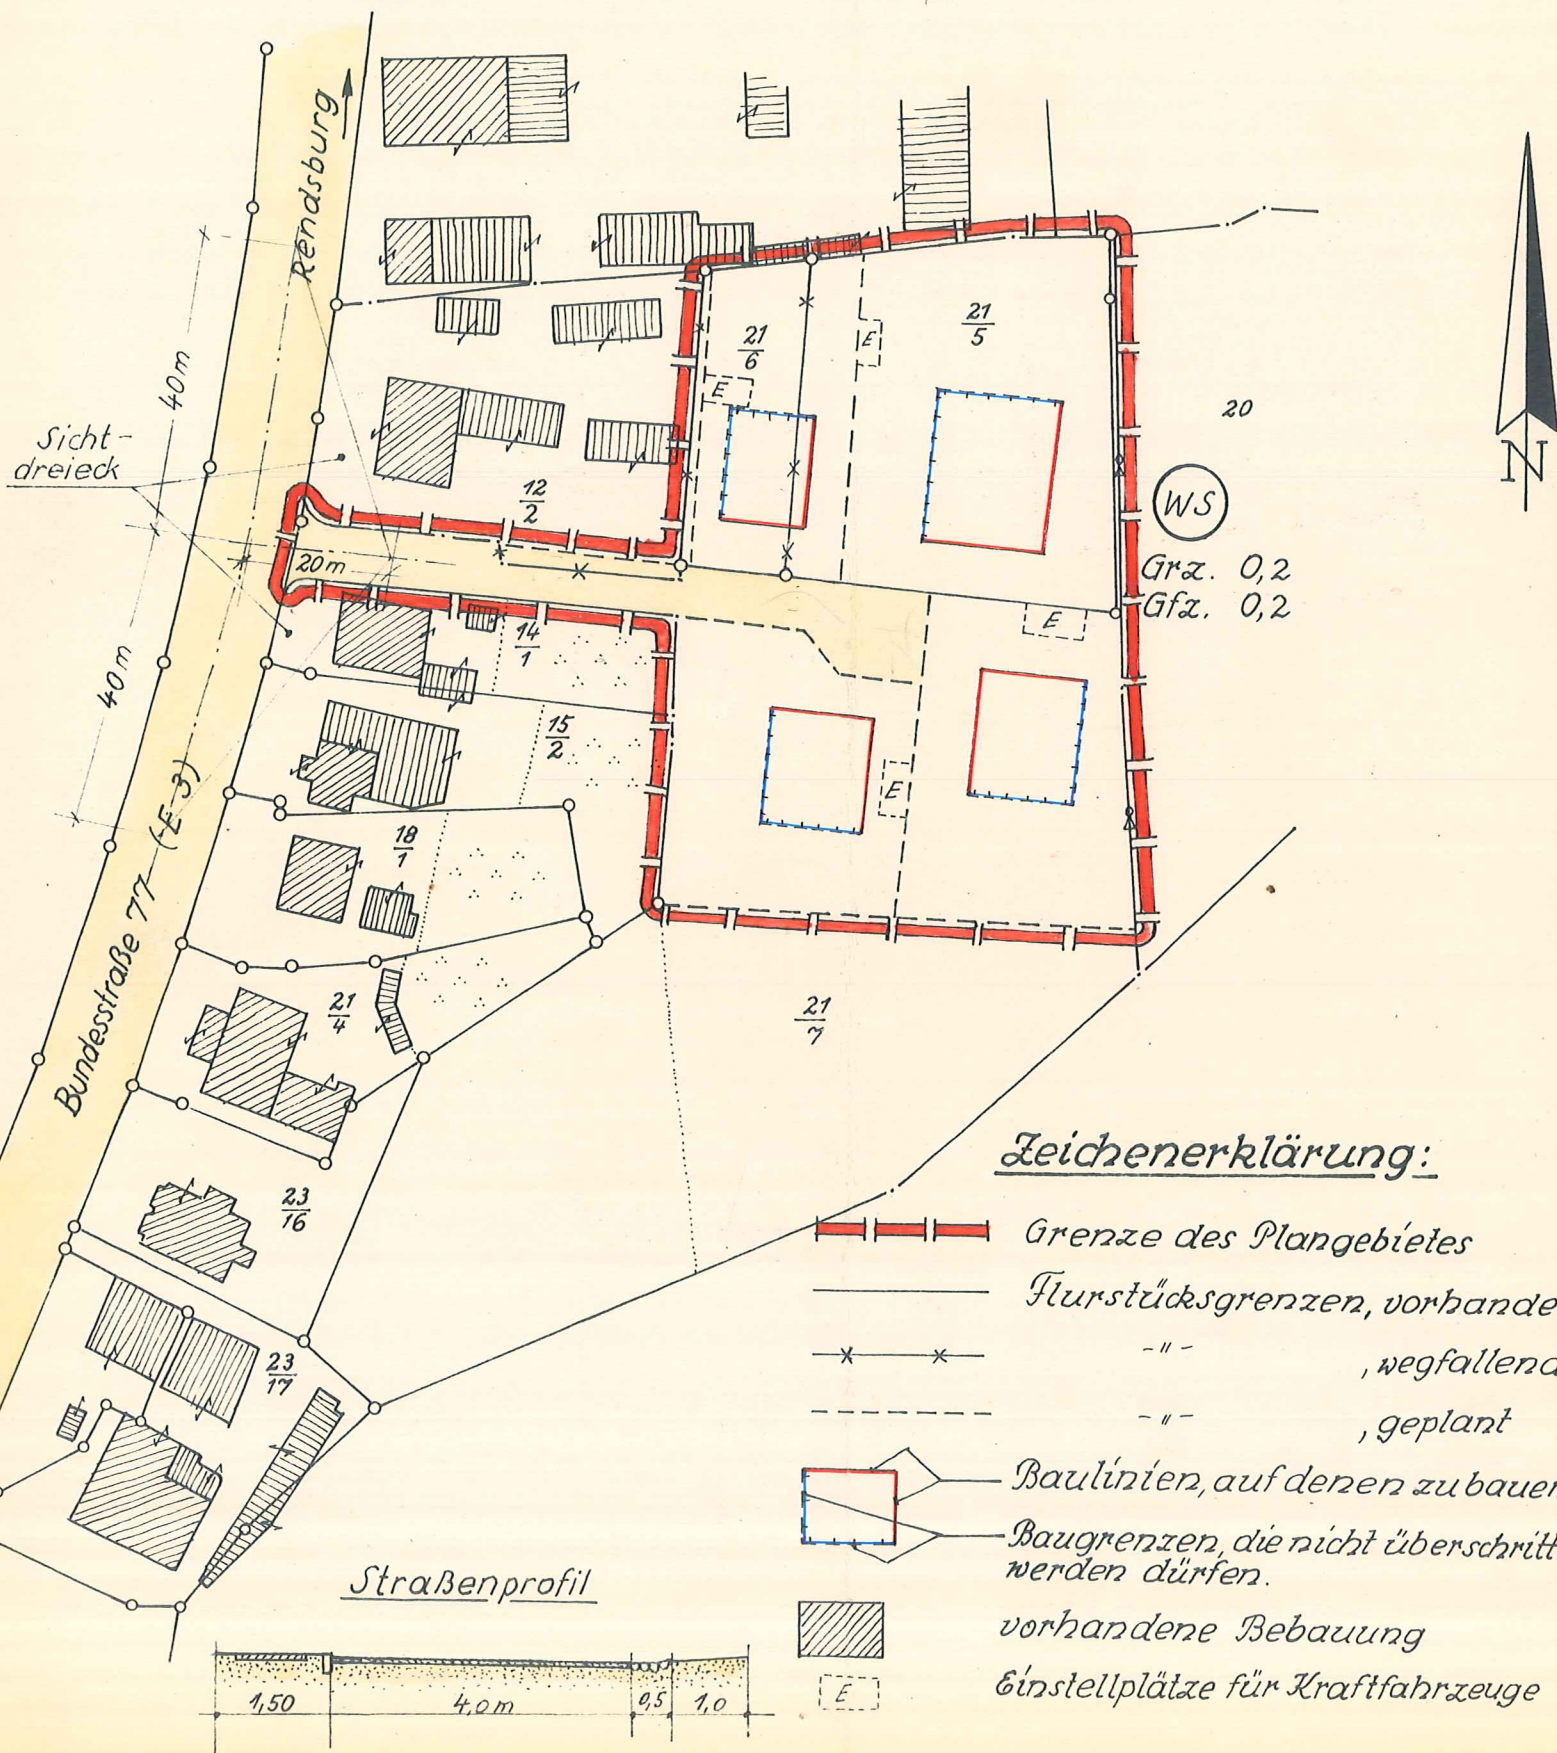 Rendsburg
40m
Sicht-
dreieck
12
2
21
6
21
5
E
E
20
WS
Grz. 0,2
Gfz. 0,2
N
20m
14
1
E
40m
15
2
E
Bundesstraße 77 (E 3)
18
1
21
4
21
7
23
16
23
17
Zeichenerklärung:
Grenze des Plangebietes
Flurstücksgrenzen, vorhande
-"- , wegfallend
-"- , geplant
Baulinien, auf denen zu bauen
Baugrenzen, die nicht überschritt
werden dürfen.
vorhandene Bebauung
E Einstellplätze für Kraftfahrzeuge
Straßenprofil
1,50 4,0m 0,5 1,0